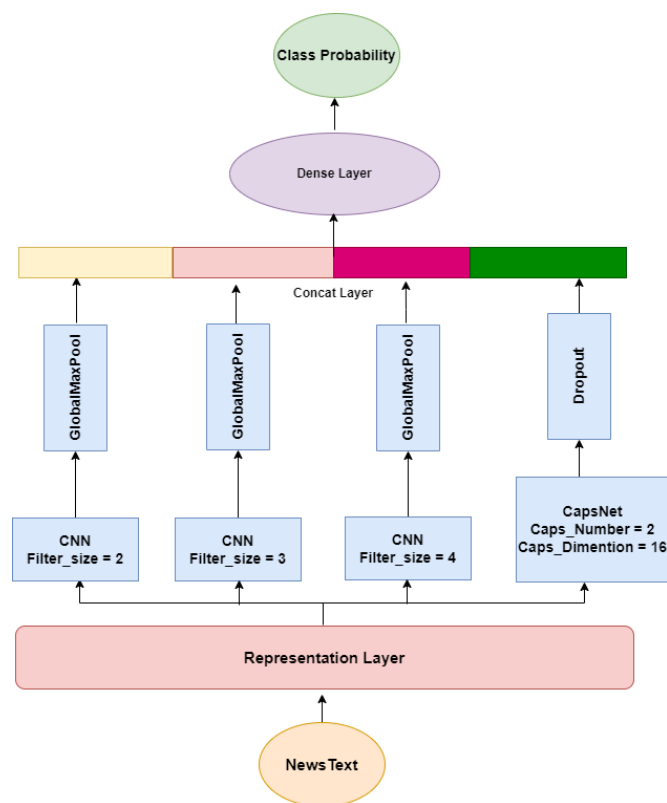 Class Probability
Dense Layer
Concat Layer
GlobalMaxPool
GlobalMaxPool
GlobalMaxPool
Dropout
CNN
Filter_size = 2
CNN
Filter_size = 3
CNN
Filter_size = 4
CapsNet
Caps_Number = 2
Caps_Dimention = 16
Representation Layer
NewsText